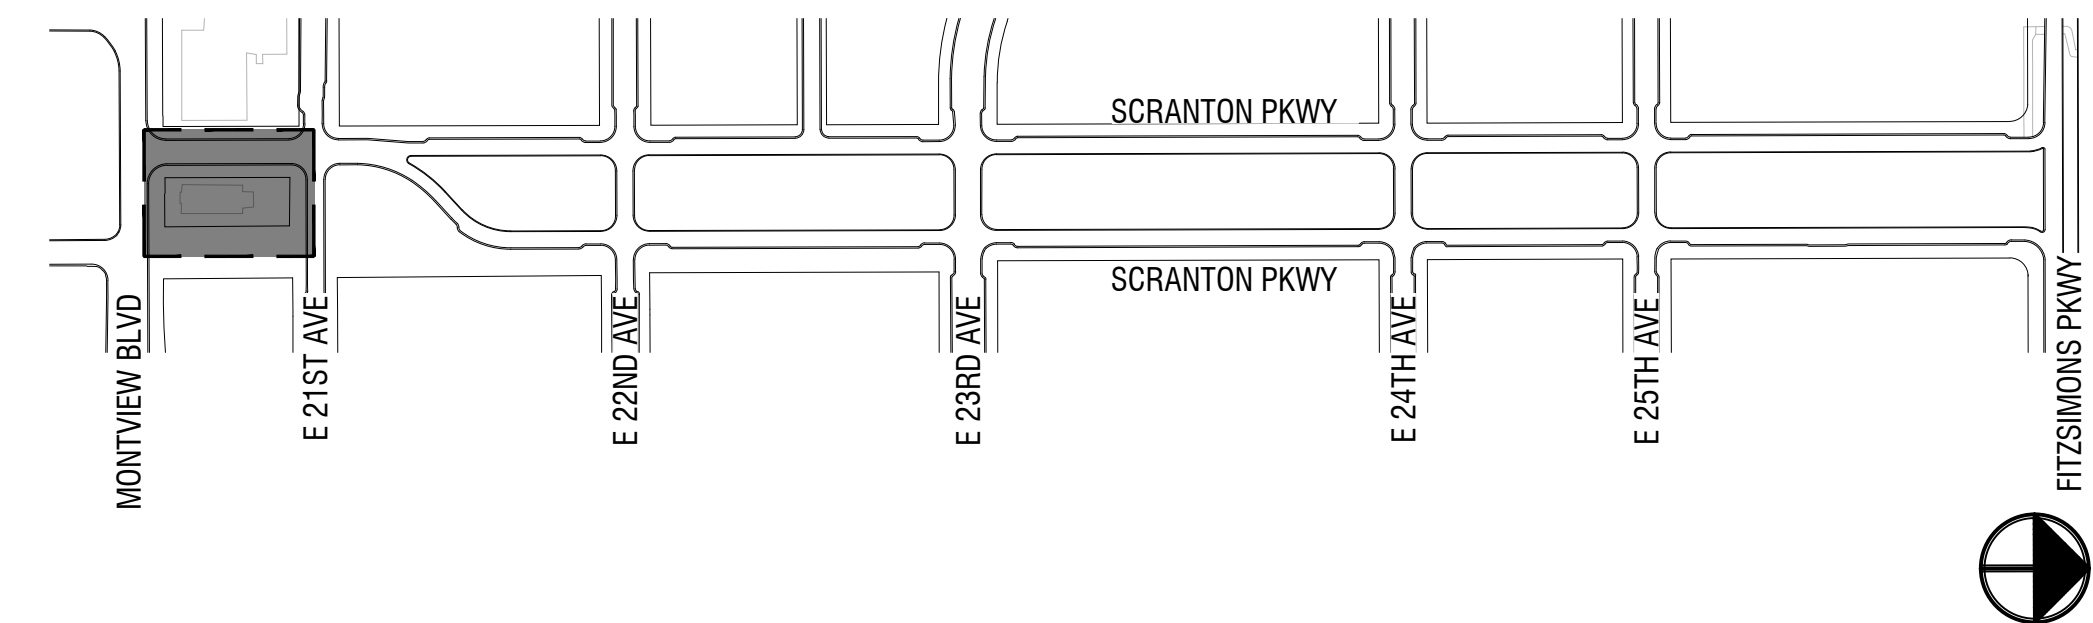 SCRANTON PKWY
SCRANTON PKWY
MONTVIEW BLVD
E 21ST AVE
E 22ND AVE
E 23RD AVE
E 24TH AVE
E 25TH AVE
FITZSIMONS PKWY